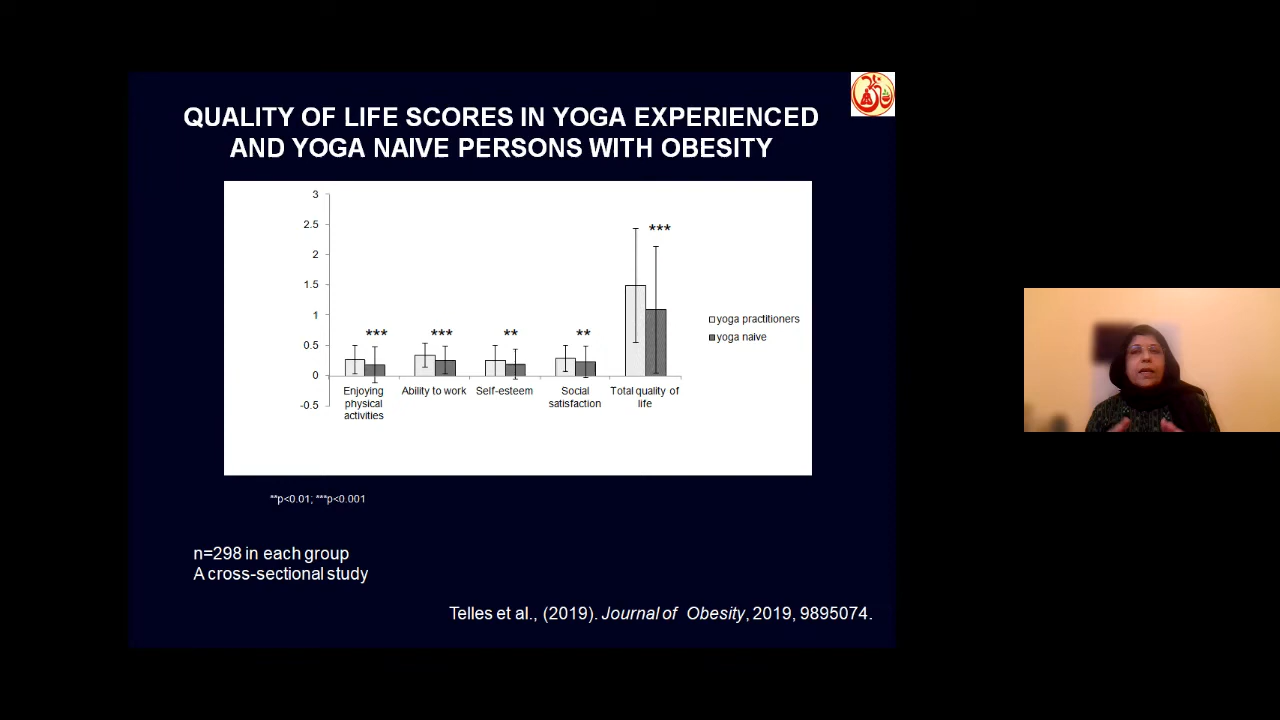 QUALITY OF LIFE SCORES IN YOGA EXPERIENCED
AND YOGA NAIVE PERSONS WITH OBESITY
3
2.5
2
1.5
1
0.5
0
-0.5
***
***
**
**
***
Enjoying
physical
activities
Ability to work
Self-esteem
Social
satisfaction
Total quality of
life
yoga practitioners
yoga naive
**p<0.01; ***p<0.001
n=298 in each group
A cross-sectional study
Telles et al., (2019). Journal of Obesity, 2019, 9895074.